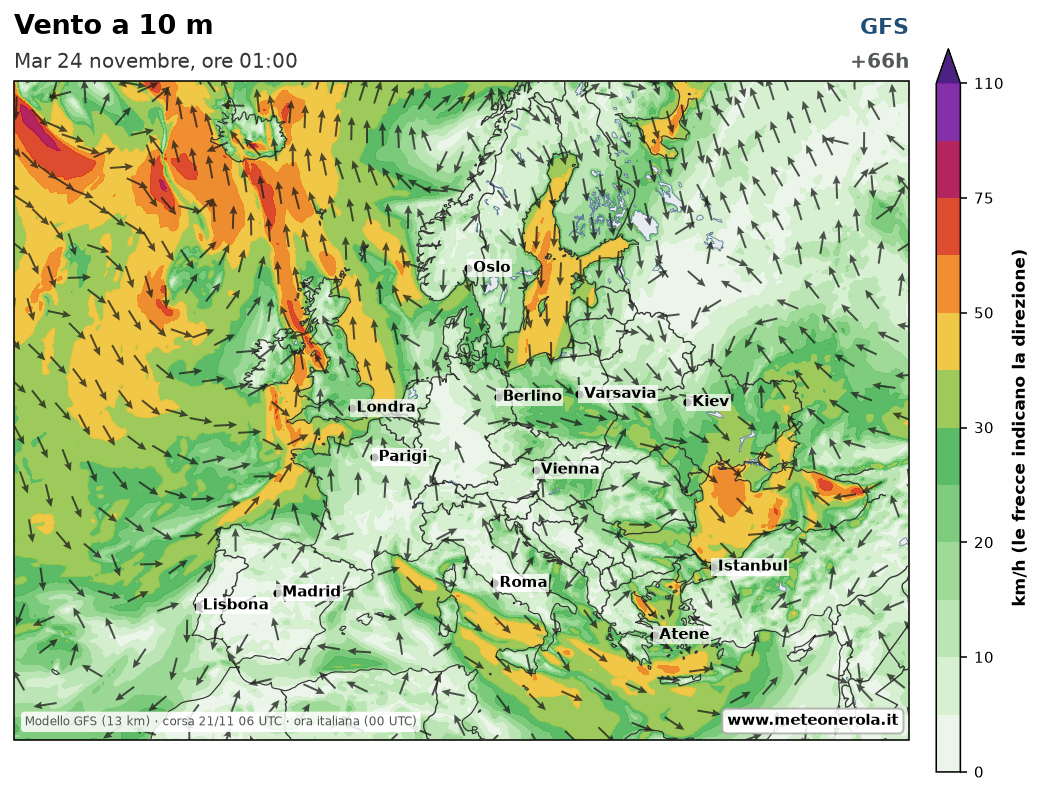 Vento a 10 m
GFS
Mar 24 novembre, ore 01:00
+66h
110
75
50
30
20
10
0
km/h (le frecce indicano la direzione)
Oslo
Berlino
Varsavia
Kiev
Londra
Parigi
Vienna
Istanbul
Roma
Madrid
Lisbona
Atene
Modello GFS (13 km) · corsa 21/11 06 UTC · ora italiana (00 UTC)
www.meteonerola.it